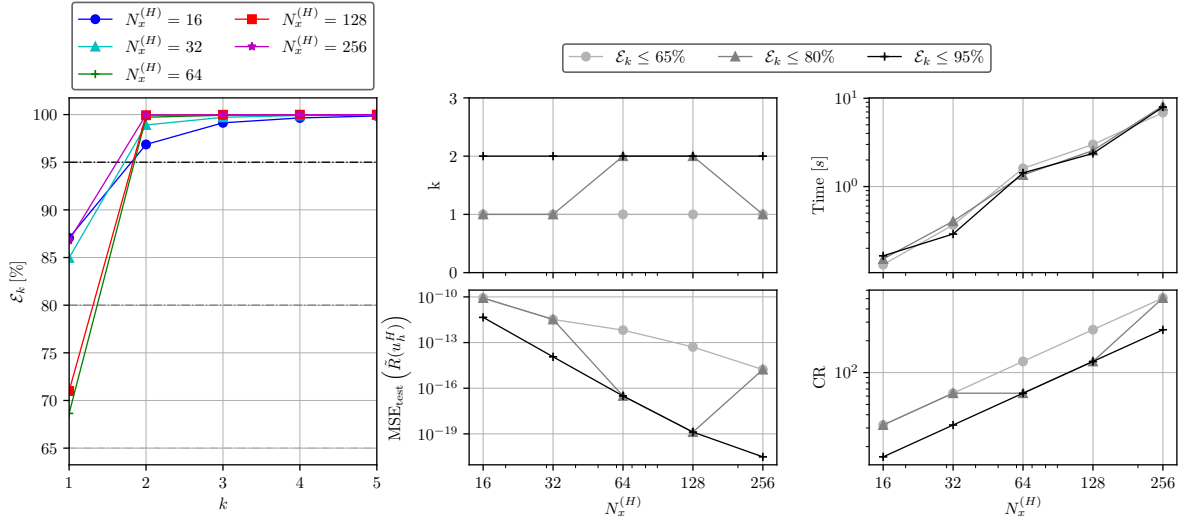 N_x^{(H)} = 16
N_x^{(H)} = 32
N_x^{(H)} = 64
N_x^{(H)} = 128
N_x^{(H)} = 256
ℰ_k [%]
100
95
90
85
80
75
70
65
1 2 3 4 5
k
ℰ_k ≤ 65% ℰ_k ≤ 80% ℰ_k ≤ 95%
k
3
2
1
0
MSE_{test} (R̃(u_h^H))
10^{−10}
10^{−13}
10^{−16}
10^{−19}
16 32 64 128 256
N_x^{(H)}
Time [s]
10^1
10^0
CR
10^2
16 32 64 128 256
N_x^{(H)}